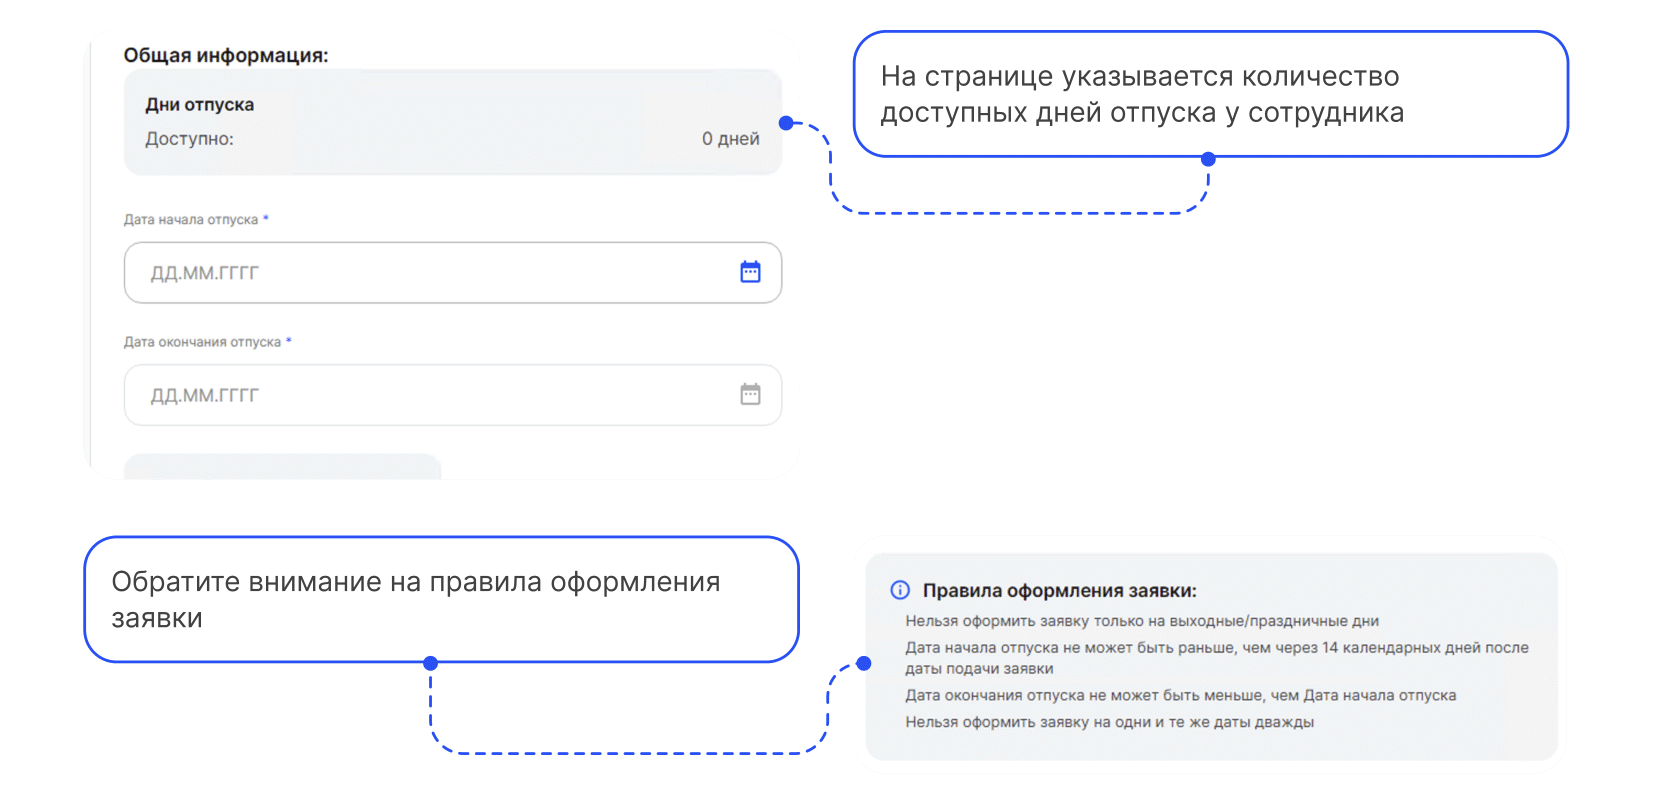 Общая информация:
Дни отпуска
Доступно:
0 дней
Дата начала отпуска *
ДД.ММ.ГГГГ
Дата окончания отпуска *
ДД.ММ.ГГГГ
На странице указывается количество
доступных дней отпуска у сотрудника
Обратите внимание на правила оформления
заявки
Правила оформления заявки:
Нельзя оформить заявку только на выходные/праздничные дни
Дата начала отпуска не может быть раньше, чем через 14 календарных дней после
даты подачи заявки
Дата окончания отпуска не может быть меньше, чем Дата начала отпуска
Нельзя оформить заявку на одни и те же даты дважды